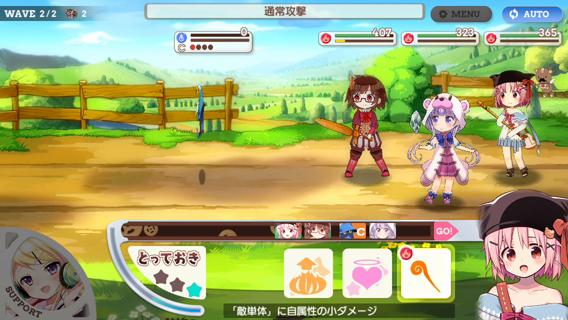 WAVE 2/2 2
通常攻撃
MENU
AUTO
0
C
407
323
365
C
GO!
とっておき
SUPPORT
「敵単体」に自属性の小ダメージ